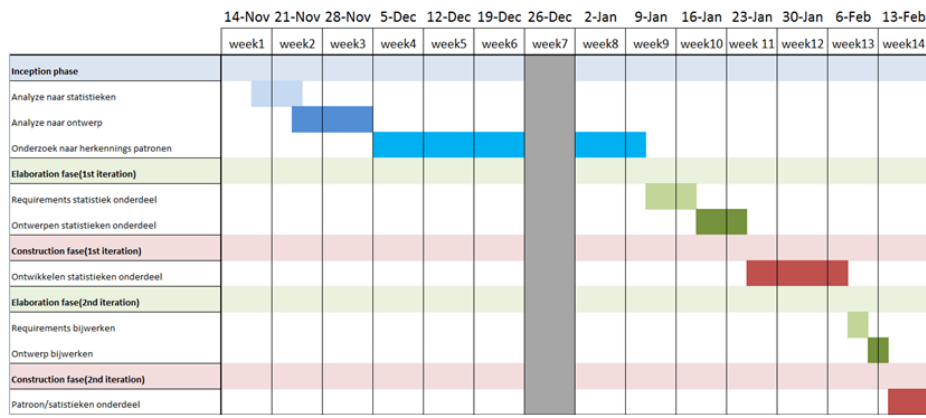 14-Nov 21-Nov 28-Nov 5-Dec 12-Dec 19-Dec 26-Dec 2-Jan 9-Jan 16-Jan 23-Jan 30-Jan 6-Feb 13-Feb
week1 week2 week3 week4 week5 week6 week7 week8 week9 week10 week 11 week12 week13 week14
Inception phase
Analyze naar statistieken
Analyze naar ontwerp
Onderzoek naar herkennings patronen
Elaboration fase(1st iteration)
Requirements statistiek onderdeel
Ontwerpen statistieken onderdeel
Construction fase(1st iteration)
Ontwikkelen statistieken onderdeel
Elaboration fase(2nd iteration)
Requirements bijwerken
Ontwerp bijwerken
Construction fase(2nd iteration)
Patroon/satistieken onderdeel